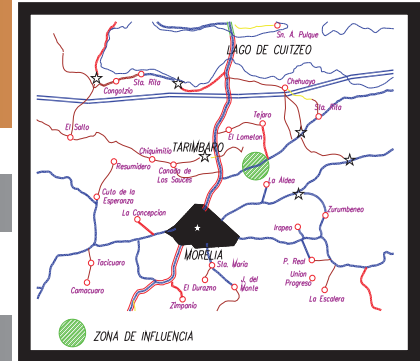 Sn. A. Pulque
LAGO DE CUITZEO
Sta. Rita
Congotzio
Chehuayo
Sta. Rita
El Salto
Tejaro
El Lometon
Chiquimitio
TARIMBARO
Resumidero
Canada de
Los Sauces
La Aldea
Cuto de la
Esperanza
La Concepcion
Zurumbeneo
Irapeo
MORELIA
Tacicuaro
Sta. Maria
P. Real
Union
Progreso
Camacuaro
El Durazno
J. del
Monte
La Escalera
Zimpanio
ZONA DE INFLUENCIA